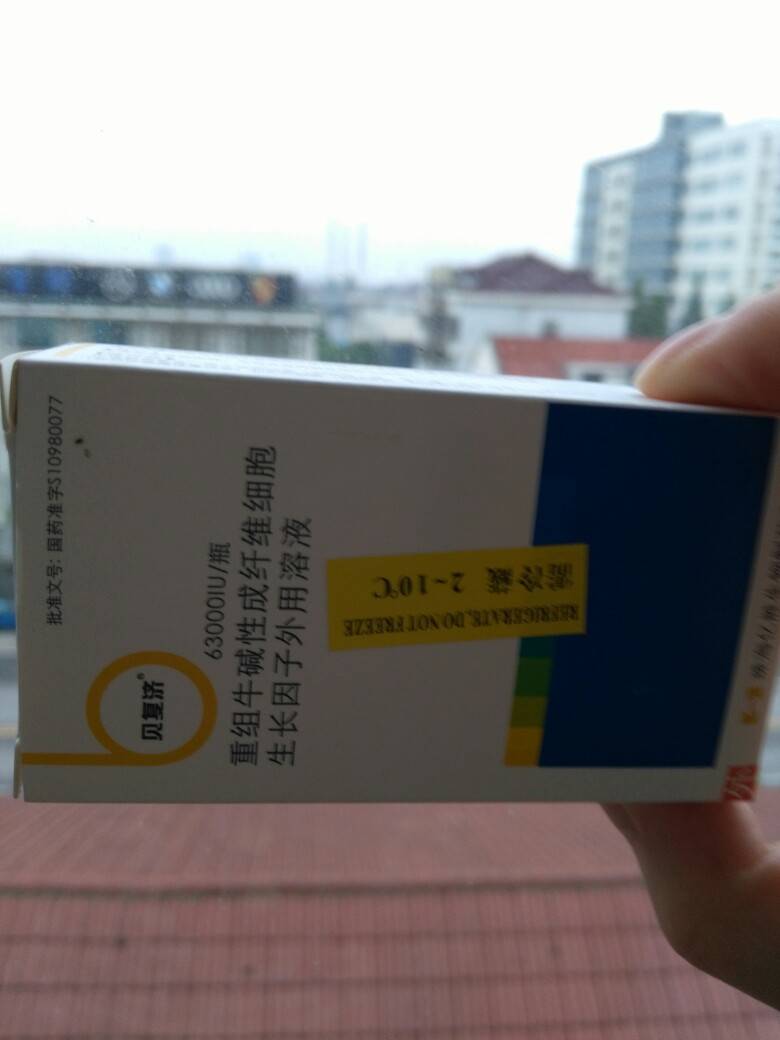 批准文号: 国药准字S10980077
贝复济®
63000IU/瓶
重组牛碱性成纤维细胞
生长因子外用溶液
REFRIGERATE, DO NOT FREEZE
冷藏 2~10℃
外